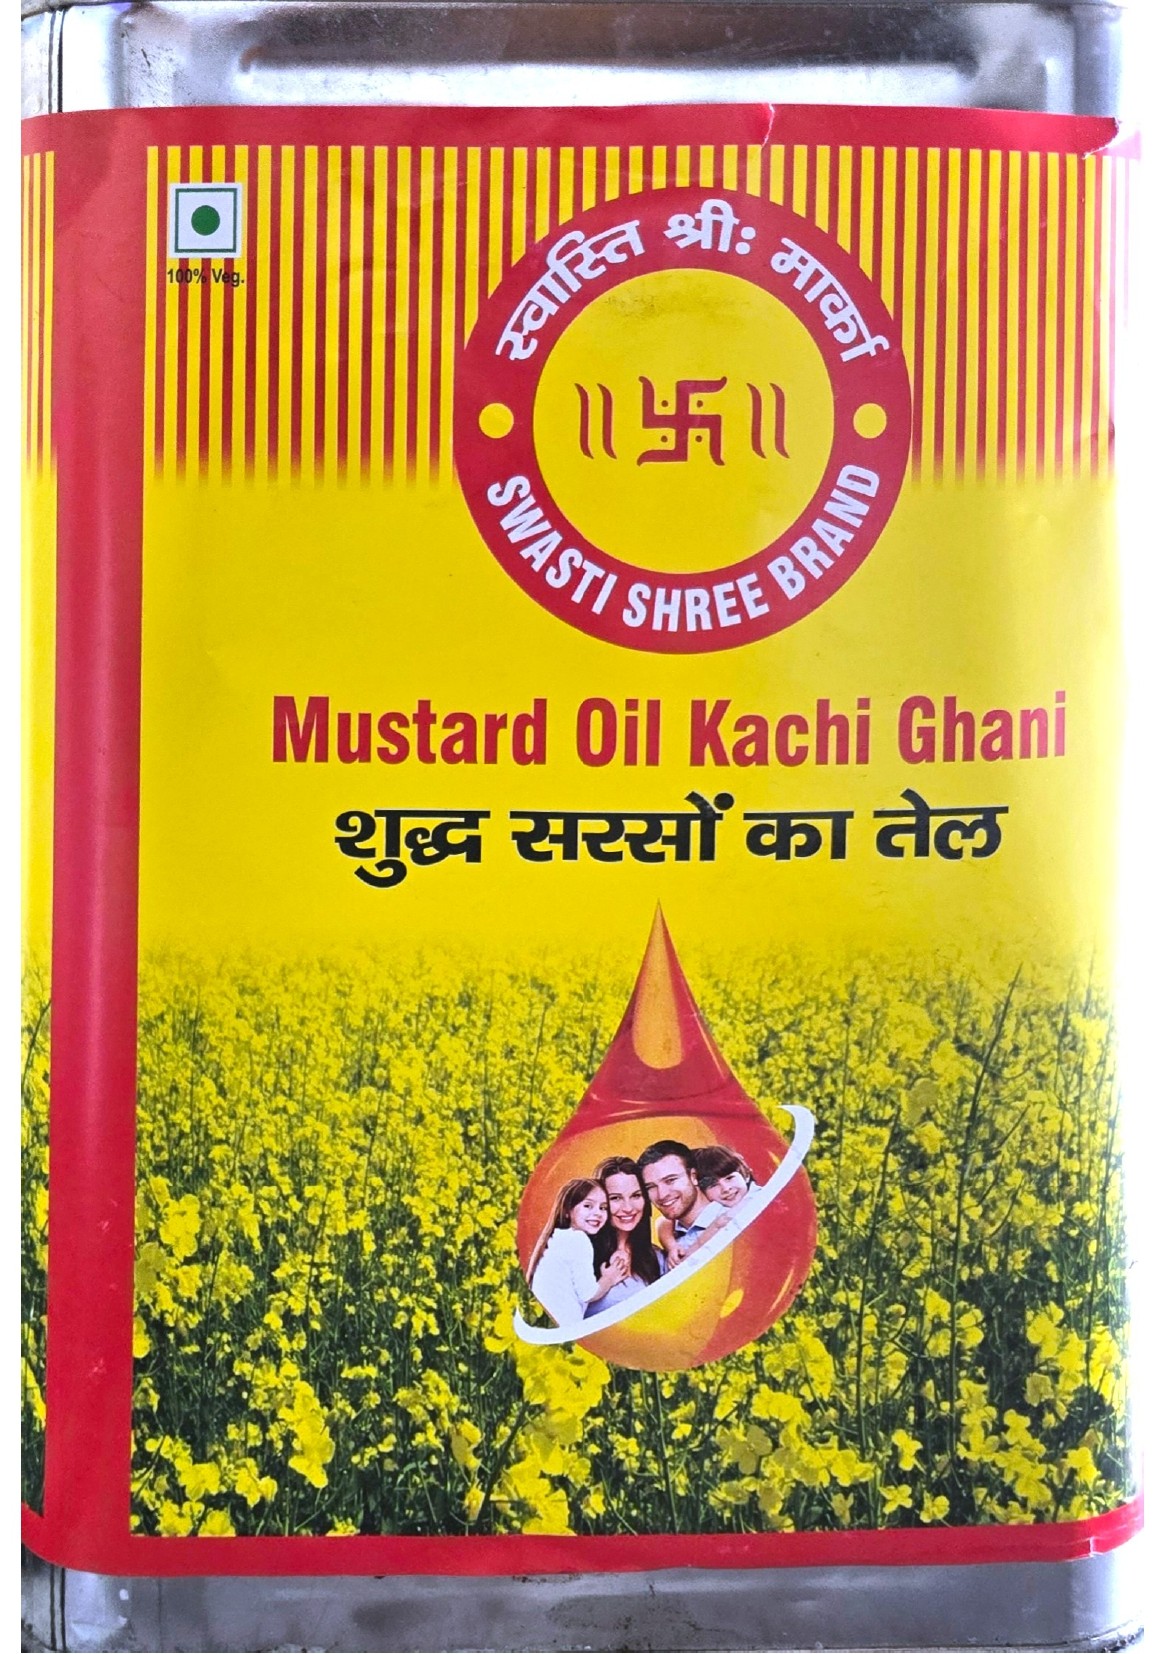 100% Veg.
स्वास्ति श्रीः मार्का
SWASTI SHREE BRAND
Mustard Oil Kachi Ghani
शुद्ध सरसों का तेल